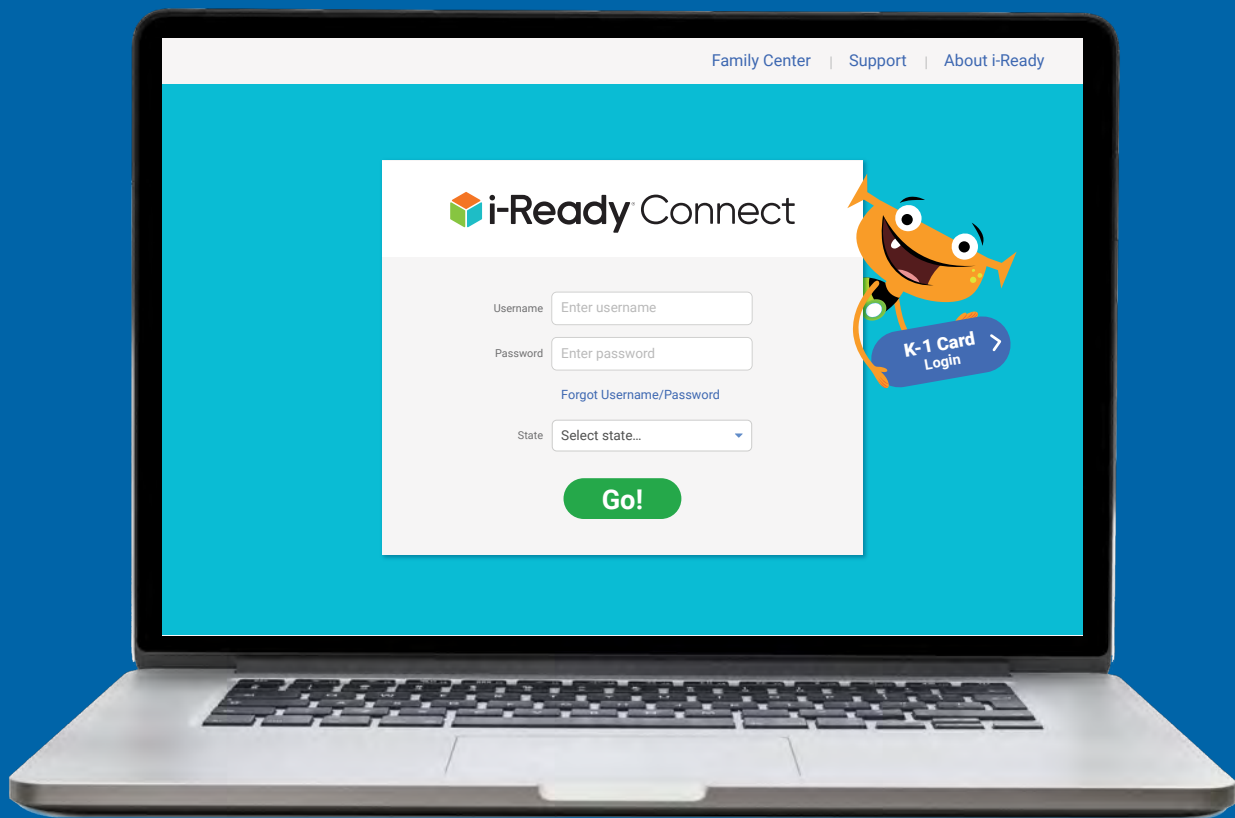 Family Center | Support | About i-Ready
i-Ready Connect
Username Enter username
Password Enter password
Forgot Username/Password
State Select state...
Go!
K-1 Card
Login